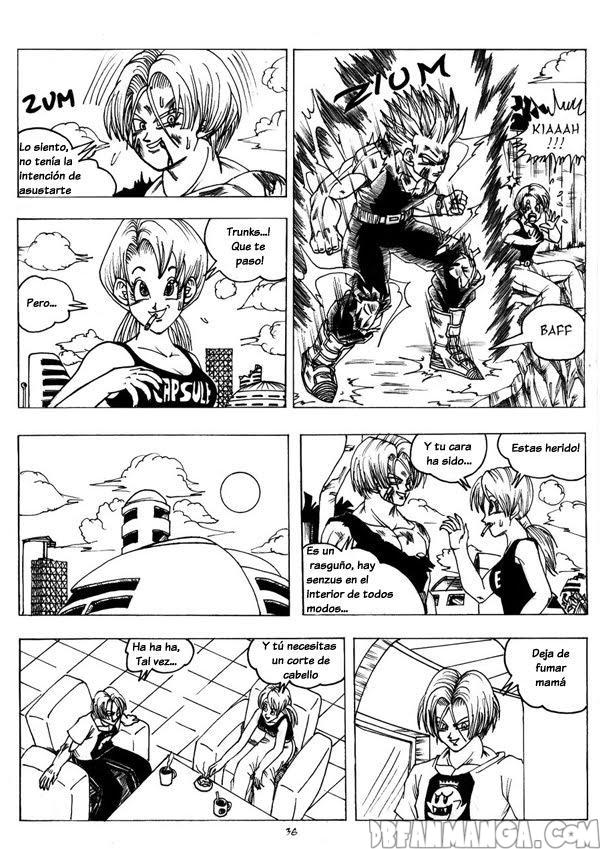 ZUM
Lo siento,
no tenía la
intención de
asustarte
ZIUM
KIAAAH
!!!
BAFF
Trunks...!
Que te
paso!
Pero...
CAPSULE
Y tu cara
ha sido...
Estas herido!
Es un
rasguño, hay
senzus en el
interior de todos
modos...
E
Ha ha ha,
Tal vez...
Y tú necesitas
un corte de
cabello
Deja de
fumar
mamá
36
DBFANMANGA.COM